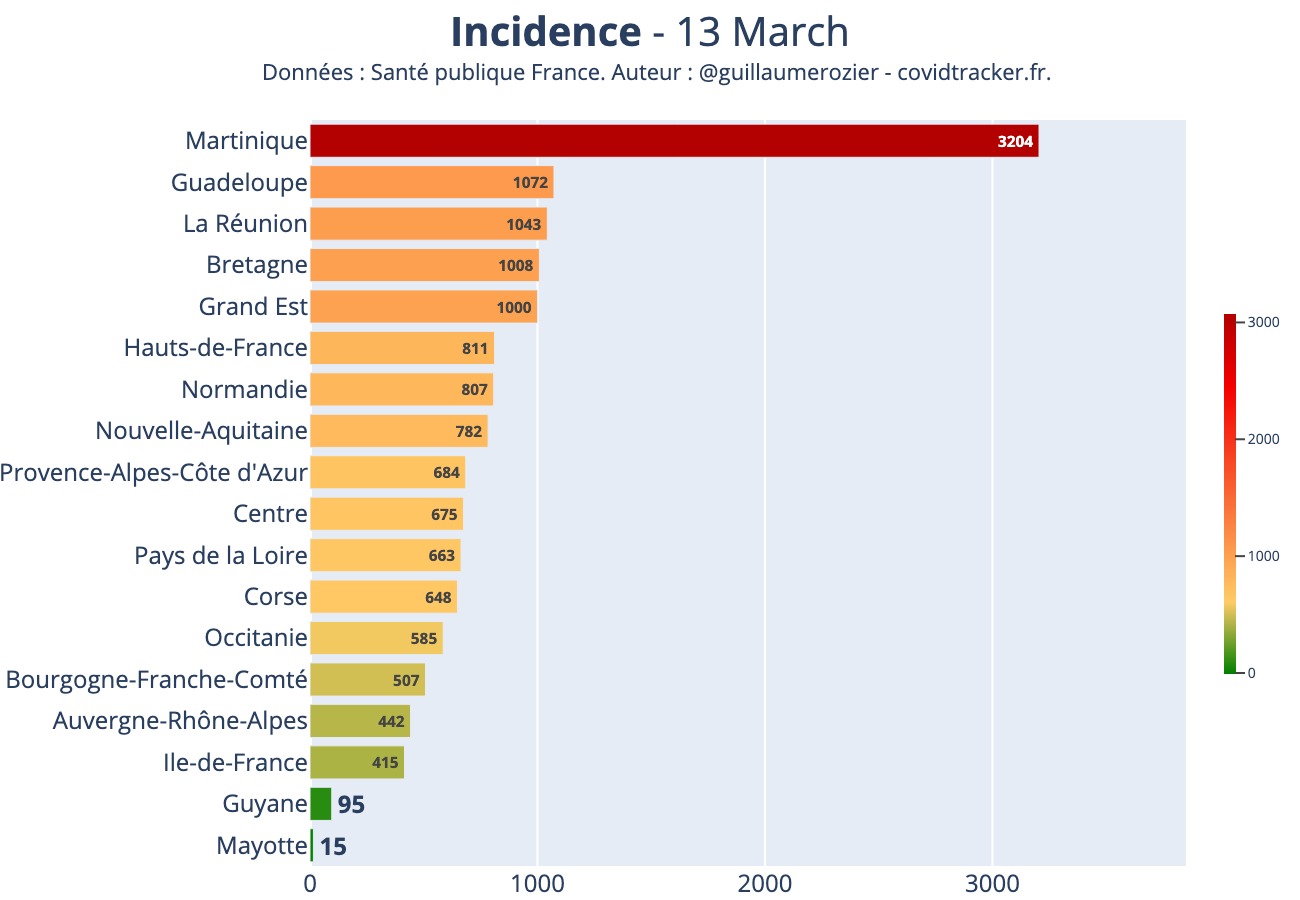 Incidence - 13 March
Données : Santé publique France. Auteur : @guillaumerozier - covidtracker.fr.
Martinique 3204
Guadeloupe 1072
La Réunion 1043
Bretagne 1008
Grand Est 1000
Hauts-de-France 811
Normandie 807
Nouvelle-Aquitaine 782
Provence-Alpes-Côte d'Azur 684
Centre 675
Pays de la Loire 663
Corse 648
Occitanie 585
Bourgogne-Franche-Comté 507
Auvergne-Rhône-Alpes 442
Ile-de-France 415
Guyane 95
Mayotte 15
0 1000 2000 3000
3000
2000
1000
0